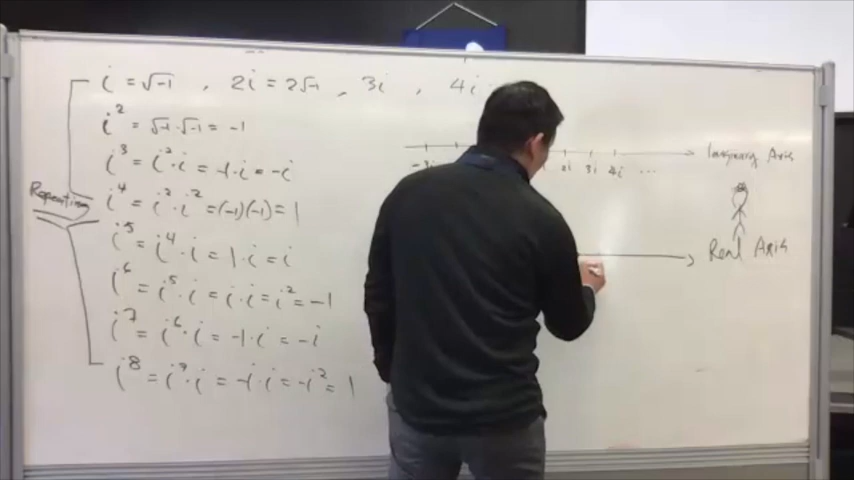 i = √-1 , 2i = 2√-1 , 3i , 4i
i² = √-1 · √-1 = -1
i³ = i² · i = -1 · i = -i
Repeating
i⁴ = i² · i² = (-1)(-1) = 1
i⁵ = i⁴ · i = 1 · i = i
i⁶ = i⁵ · i = i · i = i² = -1
i⁷ = i⁶ · i = -1 · i = -i
i⁸ = i⁷ · i = -i · i = -i² = 1
Imaginary Axis
2i 3i 4i ...
Real Axis